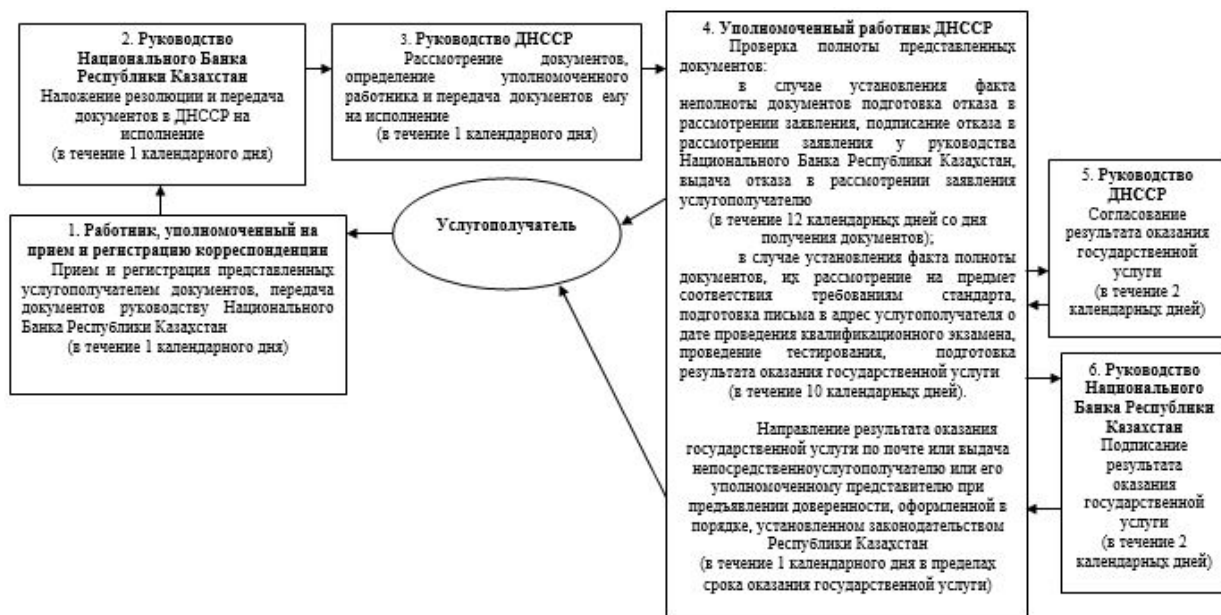 1. Работник, уполномоченный на
прием и регистрацию корреспонденции
Прием и регистрация представленных
услугополучателем документов, передача
документов руководству Национального
Банка Республики Казахстан
(в течение 1 календарного дня)
2. Руководство
Национального Банка
Республики Казахстан
Наложение резолюции и передача
документов в ДНССР на
исполнение
(в течение 1 календарного дня)
3. Руководство ДНССР
Рассмотрение документов,
определение уполномоченного
работника и передача документов ему
на исполнение
(в течение 1 календарного дня)
Услугополучатель
4. Уполномоченный работник ДНССР
Проверка полноты представленных
документов:
в случае установления факта
неполноты документов подготовка отказа в
рассмотрении заявления, подписание отказа в
рассмотрении заявления у руководства
Национального Банка Республики Казахстан,
выдача отказа в рассмотрении заявления
услугополучателю
(в течение 12 календарных дней со дня
получения документов);
в случае установления факта полноты
документов, их рассмотрение на предмет
соответствия требованиям стандарта,
подготовка письма в адрес услугополучателя о
дате проведения квалификационного экзамена,
проведение тестирования, подготовка
результата оказания государственной услуги
(в течение 10 календарных дней).
Направление результата оказания
государственной услуги по почте или выдача
непосредственноуслугополучателю или его
уполномоченному представителю при
предъявлении доверенности, оформленной в
порядке, установленном законодательством
Республики Казахстан
(в течение 1 календарного дня в пределах
срока оказания государственной услуги)
5. Руководство
ДНССР
Согласование
результата оказания
государственной
услуги
(в течение 2
календарных дней)
6. Руководство
Национального
Банка Республики
Казахстан
Подписание
результата
оказания
государственной
услуги
(в течение 2
календарных дней)